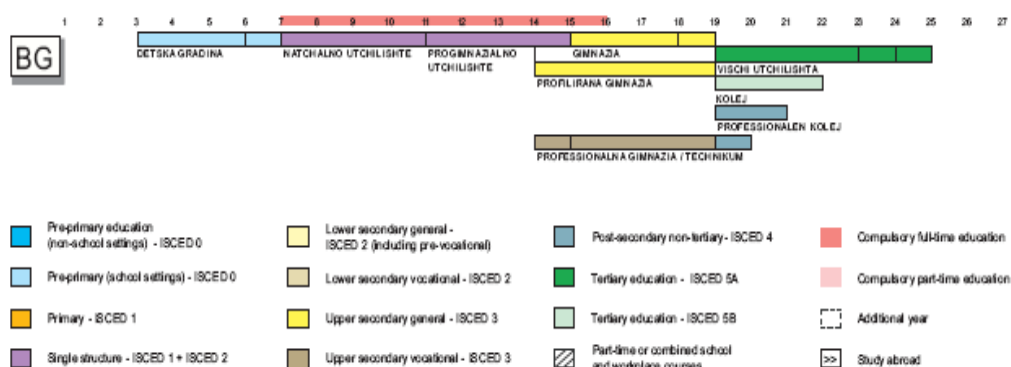 1 2 3 4 5 6 7 8 9 10 11 12 13 14 15 16 17 18 19 20 21 22 23 24 25 26 27
BG
DETSKA GRADINA NATCHALNO UTCHILISHTE PROGIMNAZIALNO GIMNAZIA
UTCHILISHTE
VISCHI UTCHILISHTA
PROFILIRANA GIMNAZIA
KOLEJ
PROFESSIONALEN KOLEJ
PROFESSIONALNA GIMNAZIA / TECHNIKUM
Pre-primary education
(non-school settings) - ISCED 0
Pre-primary (school settings) - ISCED 0
Primary - ISCED 1
Single structure - ISCED 1 + ISCED 2
Lower secondary general -
ISCED 2 (including pre-vocational)
Lower secondary vocational - ISCED 2
Upper secondary general - ISCED 3
Upper secondary vocational - ISCED 3
Post-secondary non-tertiary - ISCED 4
Tertiary education - ISCED 5A
Tertiary education - ISCED 5B
Part-time or combined school
and workplace courses
Compulsory full-time education
Compulsory part-time education
Additional year
>> Study abroad